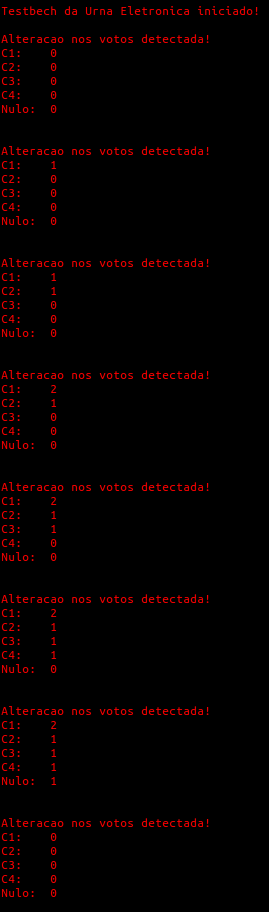 Testbech da Urna Eletronica iniciado!
Alteracao nos votos detectada!
C1: 0
C2: 0
C3: 0
C4: 0
Nulo: 0
Alteracao nos votos detectada!
C1: 1
C2: 0
C3: 0
C4: 0
Nulo: 0
Alteracao nos votos detectada!
C1: 1
C2: 1
C3: 0
C4: 0
Nulo: 0
Alteracao nos votos detectada!
C1: 2
C2: 1
C3: 0
C4: 0
Nulo: 0
Alteracao nos votos detectada!
C1: 2
C2: 1
C3: 1
C4: 0
Nulo: 0
Alteracao nos votos detectada!
C1: 2
C2: 1
C3: 1
C4: 1
Nulo: 0
Alteracao nos votos detectada!
C1: 2
C2: 1
C3: 1
C4: 1
Nulo: 1
Alteracao nos votos detectada!
C1: 0
C2: 0
C3: 0
C4: 0
Nulo: 0